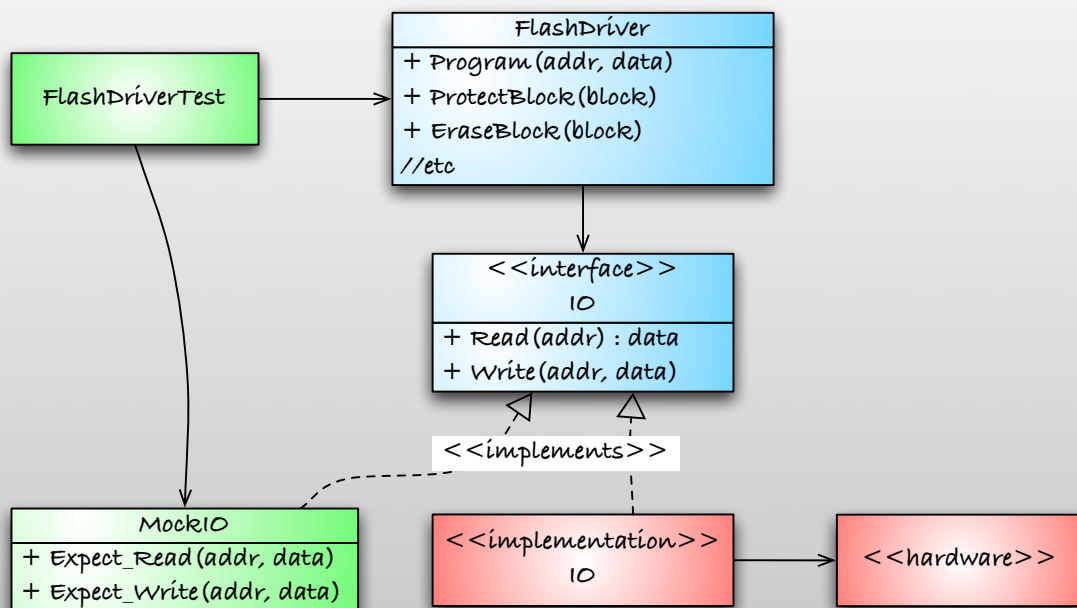 FlashDriver
+ Program(addr, data)
+ ProtectBlock(block)
+ EraseBlock(block)
//etc
FlashDriverTest
<<interface>>
IO
+ Read(addr) : data
+ Write(addr, data)
<<implements>>
MockIO
+ Expect_Read(addr, data)
+ Expect_Write(addr, data)
<<implementation>>
IO
<<hardware>>